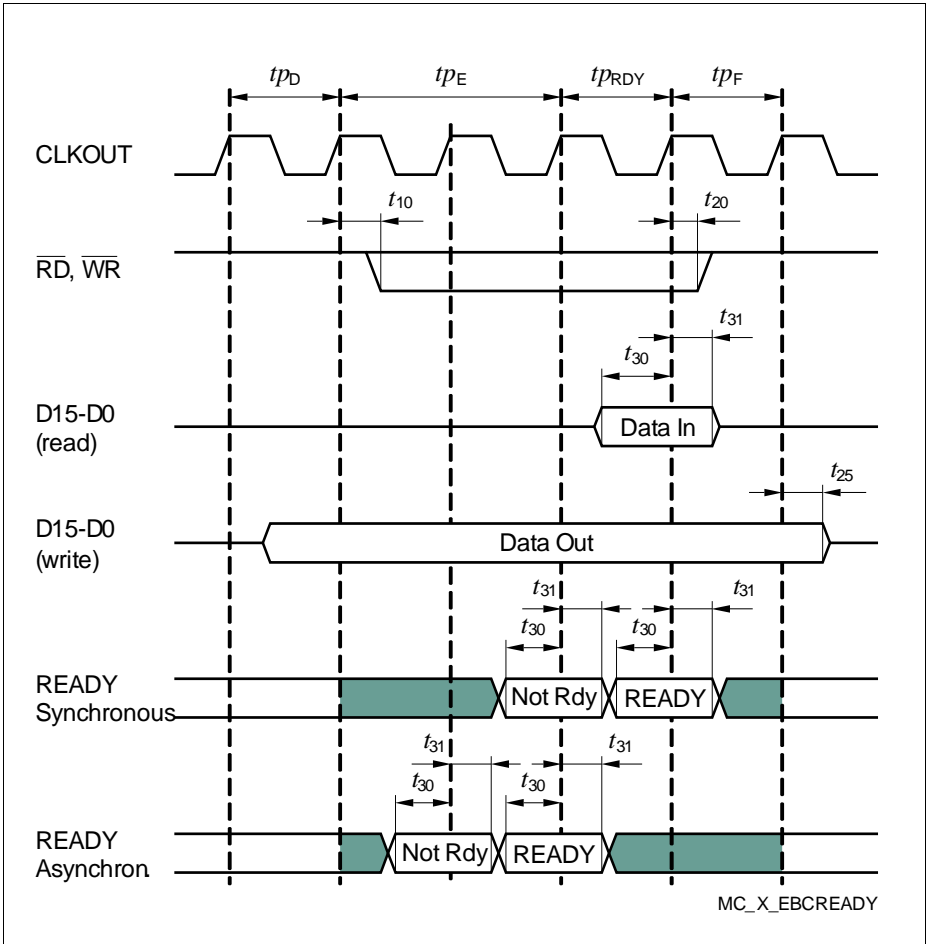 tpD tpE tpRDY tpF
CLKOUT
t10 t20
RD, WR
t31
t30
D15-D0
(read)
Data In
t25
D15-D0
(write)
Data Out
t31 t31
t30 t30
READY
Synchronous
Not Rdy READY
t31 t31
t30 t30
READY
Asynchron.
Not Rdy READY
MC_X_EBCREADY